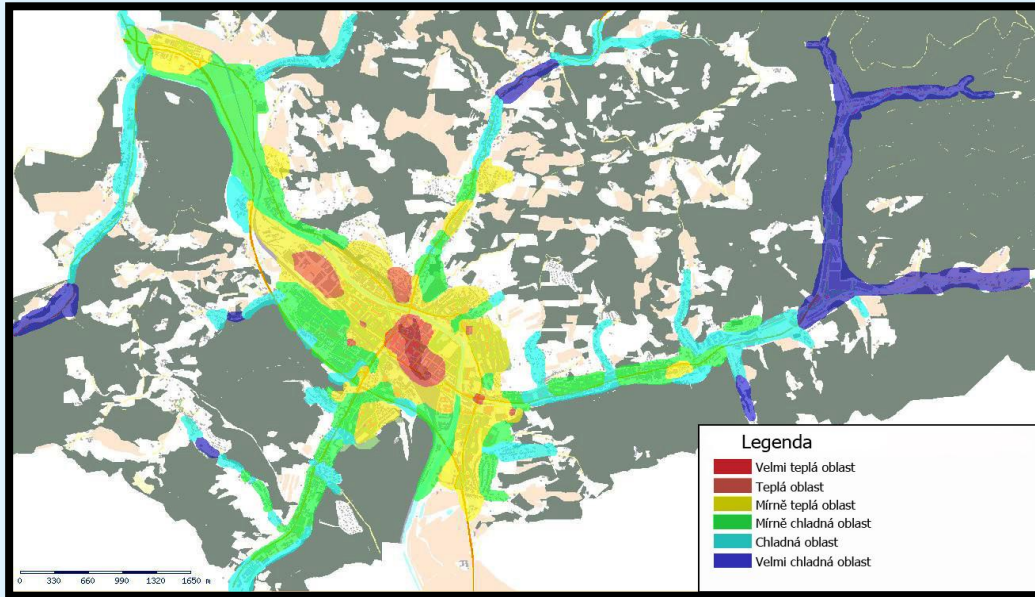 Legenda
Velmi teplá oblast
Teplá oblast
Mírně teplá oblast
Mírně chladná oblast
Chladná oblast
Velmi chladná oblast
0 330 660 990 1320 1650 m